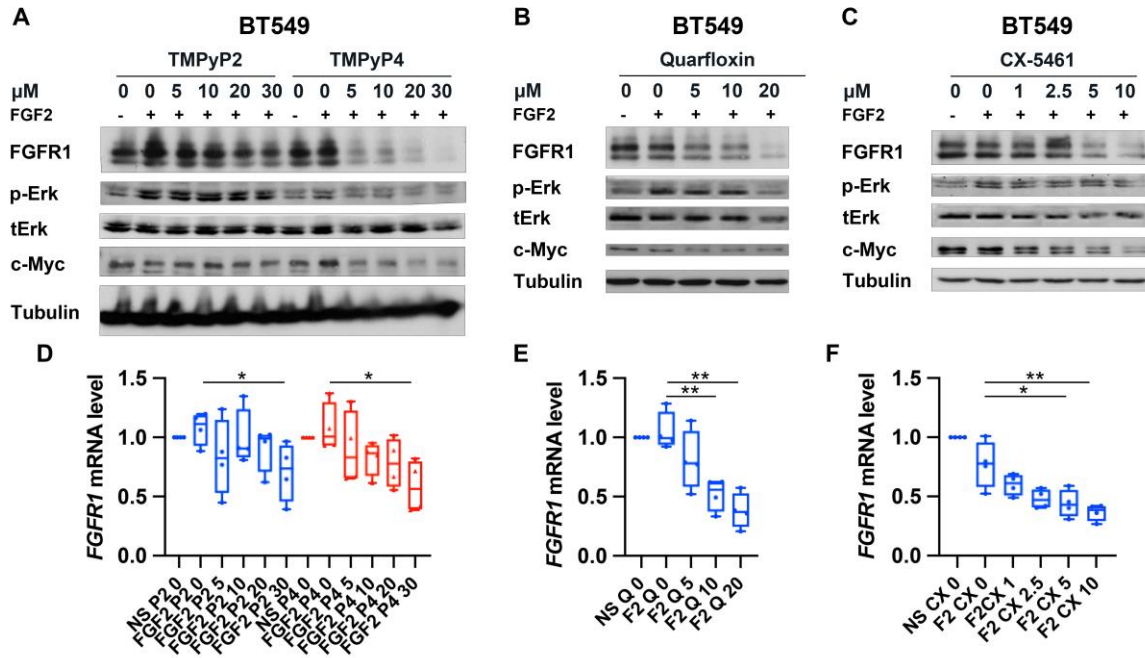 A
BT549
TMPyP2 TMPyP4
µM 0 0 5 10 20 30 0 0 5 10 20 30
FGF2 - + + + + + - + + + + +
FGFR1
p-Erk
tErk
c-Myc
Tubulin
B
BT549
Quarfloxin
µM 0 0 5 10 20
FGF2 - + + + +
FGFR1
p-Erk
tErk
c-Myc
Tubulin
C
BT549
CX-5461
µM 0 0 1 2.5 5 10
FGF2 - + + + + +
FGFR1
p-Erk
tErk
c-Myc
Tubulin
D
FGFR1 mRNA level
1.5
1.0
0.5
0.0
* *
NS P2 0
FGF2 P2 0
FGF2 P2 5
FGF2 P2 10
FGF2 P2 20
FGF2 P2 30
NS P4 0
FGF2 P4 0
FGF2 P4 5
FGF2 P4 10
FGF2 P4 20
FGF2 P4 30
E
FGFR1 mRNA level
1.5
1.0
0.5
0.0
**
**
NS Q 0
F2 Q 0
F2 Q 5
F2 Q 10
F2 Q 20
F
FGFR1 mRNA level
1.5
1.0
0.5
0.0
**
*
NS CX 0
F2 CX 0
F2CX 1
F2 CX 2.5
F2 CX 5
F2 CX 10